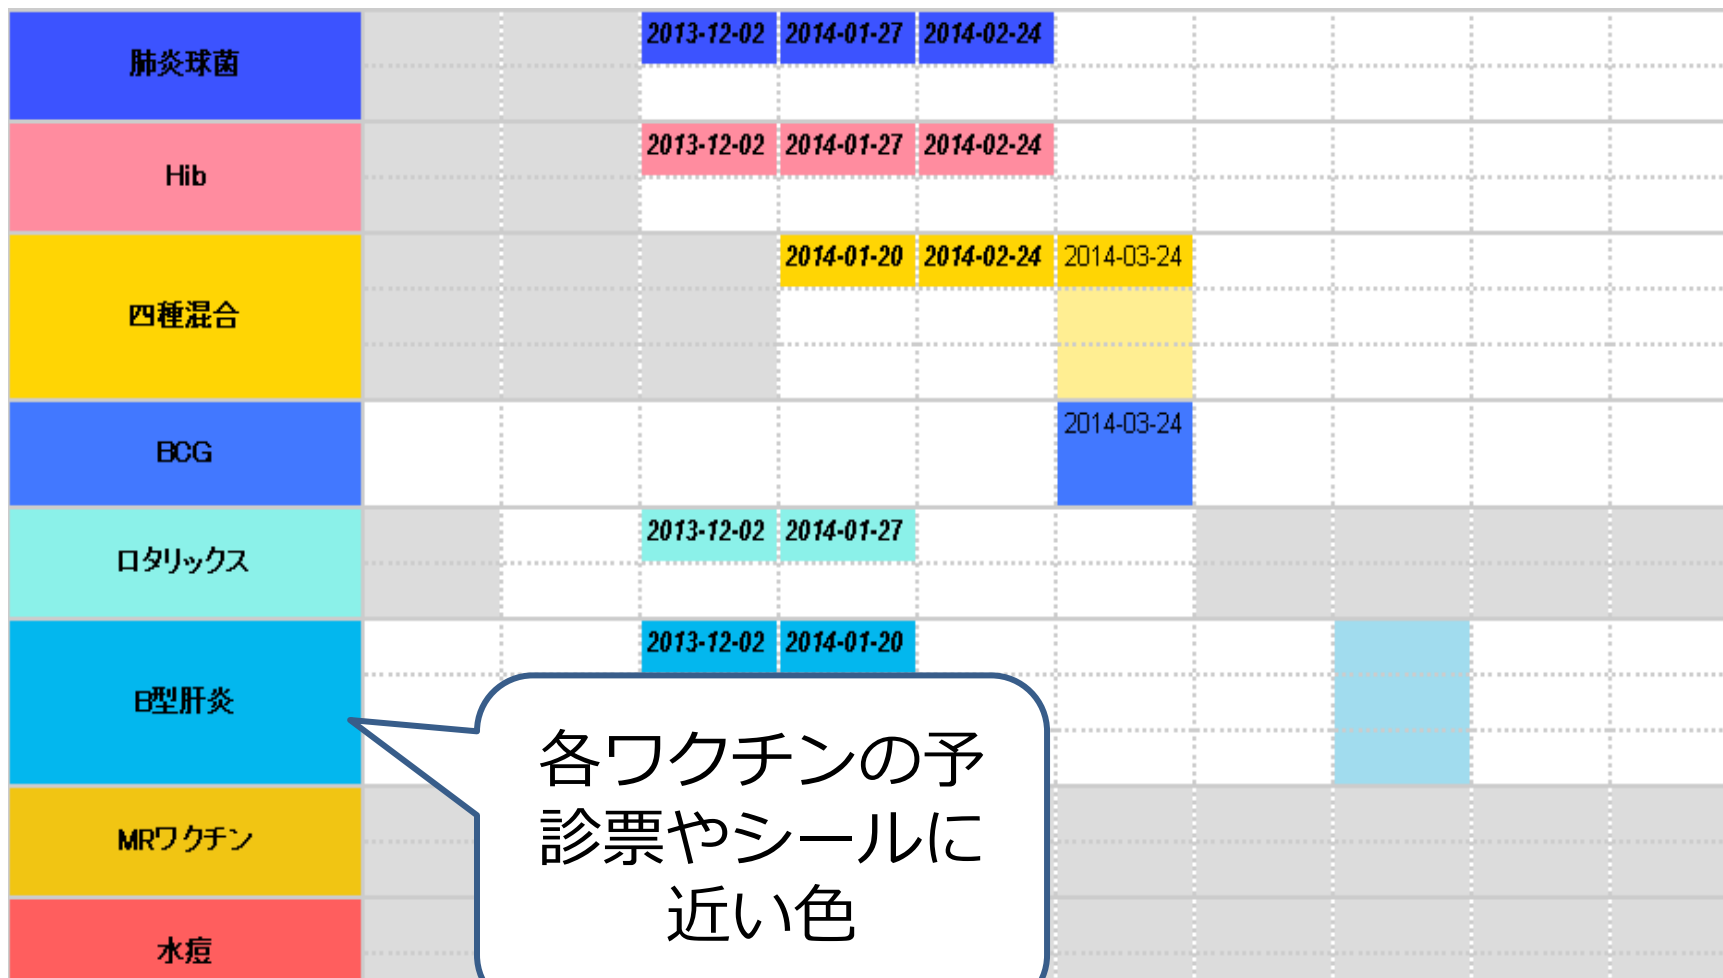 肺炎球菌 2013-12-02 2014-01-27 2014-02-24
Hib 2013-12-02 2014-01-27 2014-02-24
四種混合 2014-01-20 2014-02-24 2014-03-24
BCG 2014-03-24
ロタリックス 2013-12-02 2014-01-27
B型肝炎 2013-12-02 2014-01-20
各ワクチンの予
診票やシールに
近い色
MRワクチン
水痘